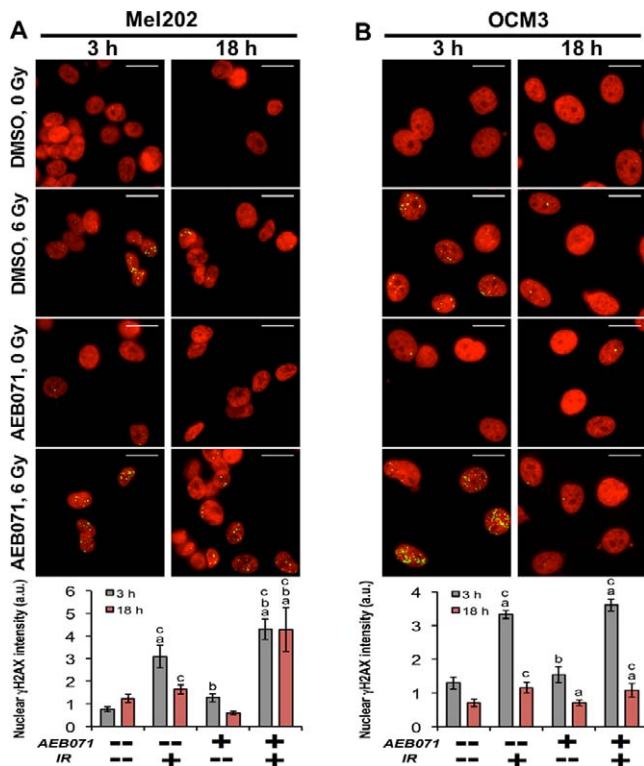 A Mel202
3 h 18 h
DMSO, 0 Gy
DMSO, 6 Gy
AEB071, 0 Gy
AEB071, 6 Gy
Nuclear γH2AX intensity (a.u.)
6
5
4
3
2
1
0
3 h
18 h
c
a
c
b
c
b
a
c
b
a
AEB071 -- -- + +
IR -- + -- +
B OCM3
3 h 18 h
Nuclear γH2AX intensity (a.u.)
4
3
2
1
0
3 h
18 h
c
a
c
b
a
c
b
a
c
a
AEB071 -- -- + +
IR -- + -- +